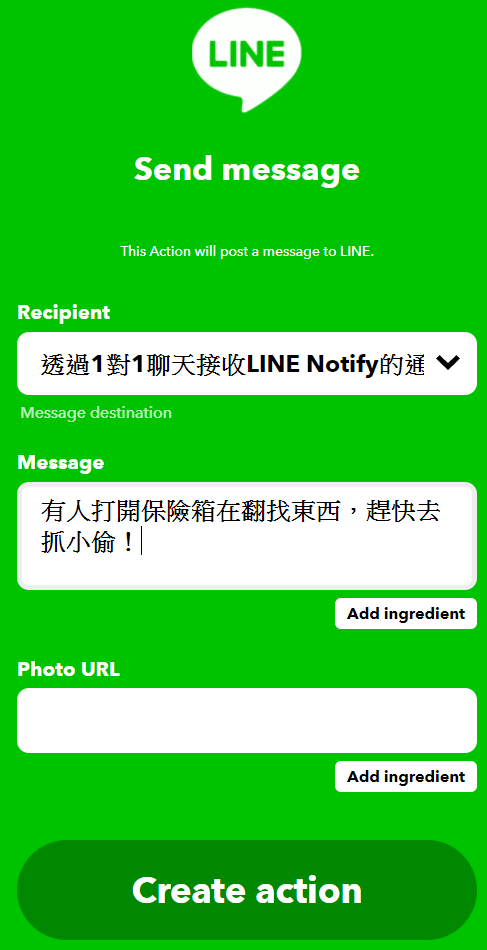 LINE
Send message
This Action will post a message to LINE.
Recipient
透過1對1聊天接收LINE Notify的通
Message destination
Message
有人打開保險箱在翻找東西，趕快去
抓小偷！
Add ingredient
Photo URL
Add ingredient
Create action